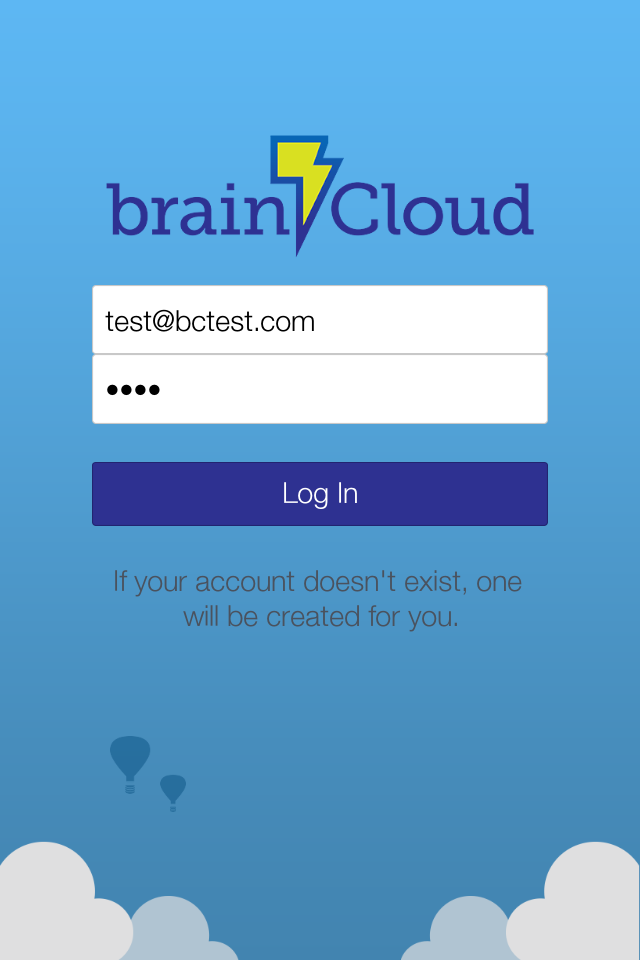 brainCloud
test@bctest.com
••••
Log In
If your account doesn't exist, one
will be created for you.